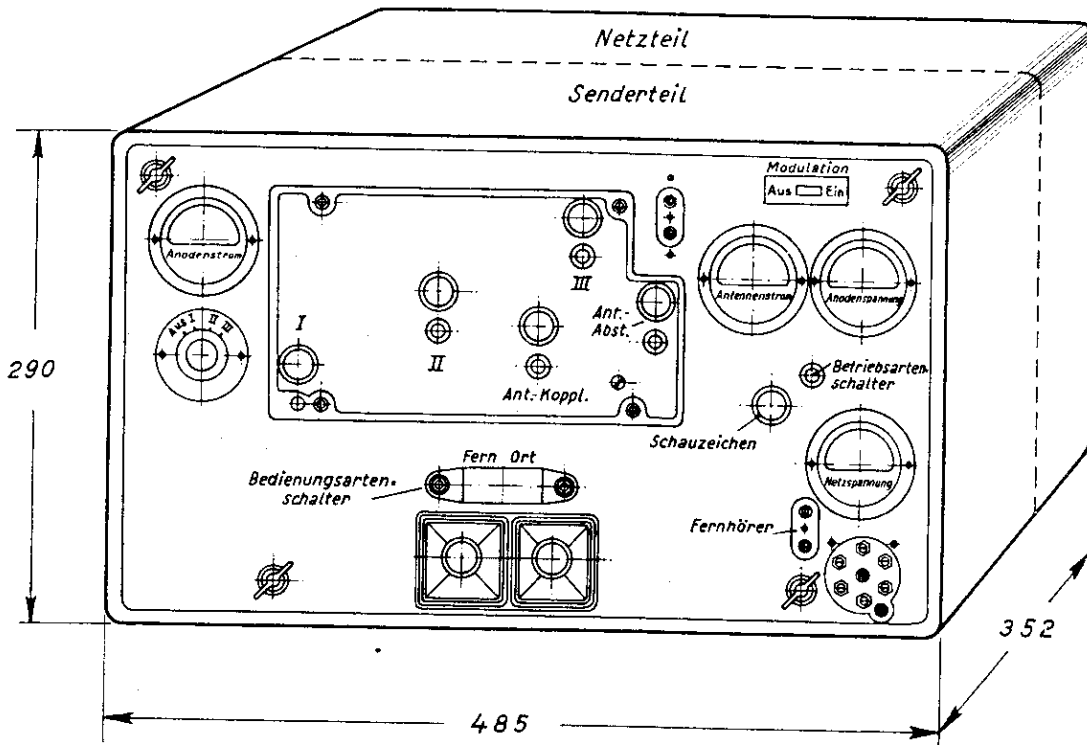 Netzteil
Senderteil
Modulation
Aus Ein
Anodenstrom
Antennenstrom
Anodenspannung
III
Ant.-
Abst.
Aus I II III
I
II
Ant.-Koppl.
290
Betriebsarten-
schalter
Schauzeichen
Fern Ort
Bedienungsarten-
schalter
Netzspannung
Fernhörer
352
485